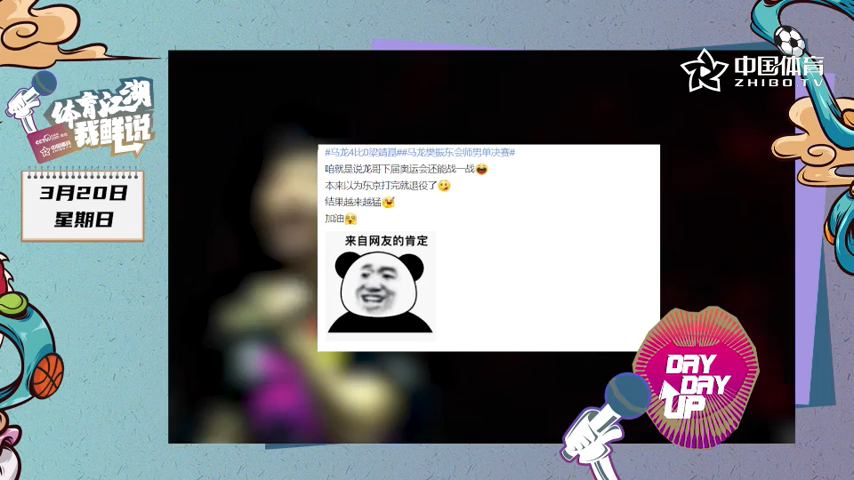 中国体育
ZHIBO.TV
体育江湖
我鲜说
中国体育
3月20日
星期日
#马龙4比0梁靖崑##马龙樊振东会师男单决赛#
咱就是说龙哥下届奥运会还能战一战
本来以为东京打完就退役了
结果越来越猛
加油
来自网友的肯定
DAY
DAY
UP